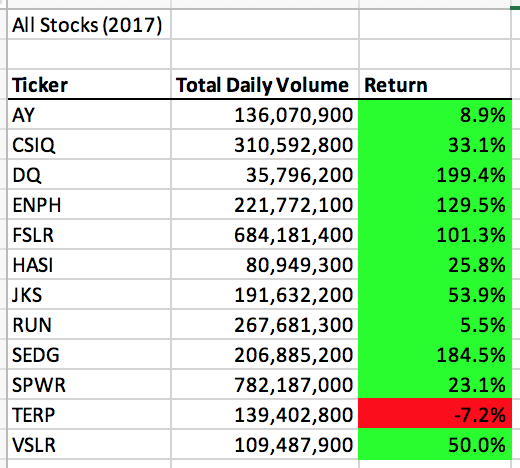 All Stocks (2017)
Ticker Total Daily Volume Return
AY 136,070,900 8.9%
CSIQ 310,592,800 33.1%
DQ 35,796,200 199.4%
ENPH 221,772,100 129.5%
FSLR 684,181,400 101.3%
HASI 80,949,300 25.8%
JKS 191,632,200 53.9%
RUN 267,681,300 5.5%
SEDG 206,885,200 184.5%
SPWR 782,187,000 23.1%
TERP 139,402,800 -7.2%
VSLR 109,487,900 50.0%